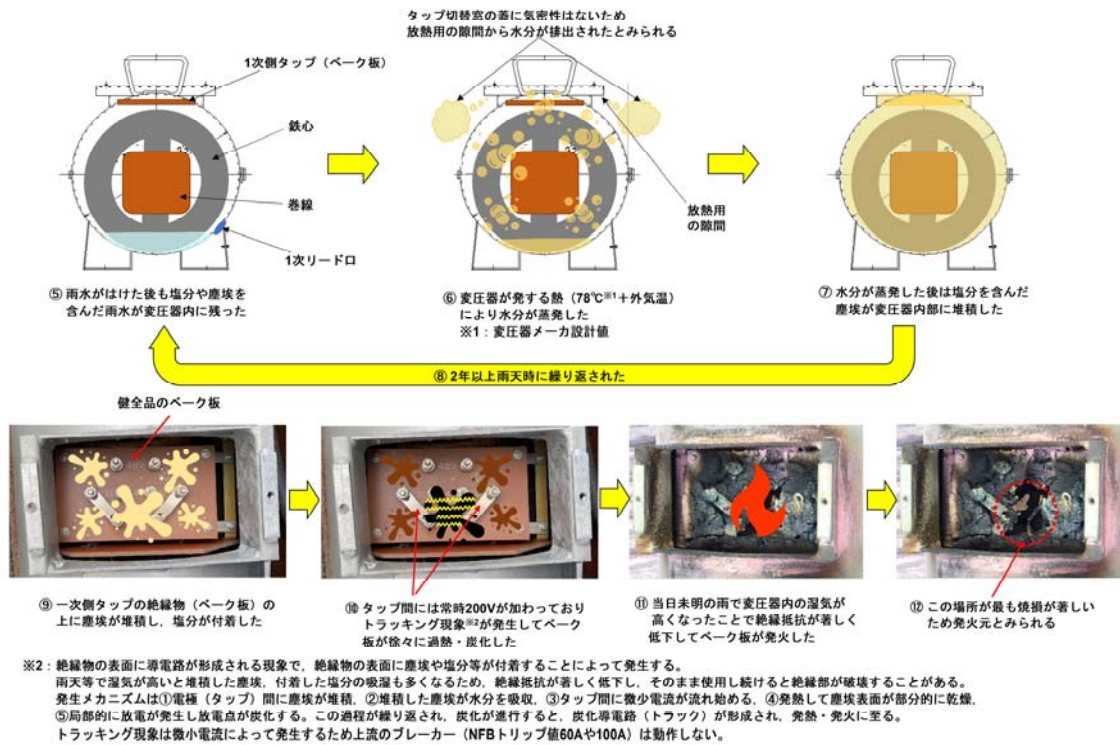 タップ切替窓の蓋に気密性はないため
放熱用の隙間から水分が排出されたとみられる
1次側タップ（ベーク板）
鉄心
巻線
1次リード口
放熱用
の隙間
⑤ 雨水がはけた後も塩分や塵埃を
含んだ雨水が変圧器内に残った
⑥ 変圧器が発する熱（78℃※1＋外気温）
により水分が蒸発した
※1：変圧器メーカ設計値
⑦ 水分が蒸発した後は塩分を含んだ
塵埃が変圧器内部に堆積した
⑧ 2年以上雨天時に繰り返された
健全品のベーク板
⑨ 一次側タップの絶縁物（ベーク板）の
上に塵埃が堆積し，塩分が付着した
⑩ タップ間には常時200Vが加わっており
トラッキング現象※2が発生してベーク
板が徐々に過熱・炭化した
⑪ 当日未明の雨で変圧器内の湿気が
高くなったことで絶縁抵抗が著しく
低下してベーク板が発火した
⑫ この場所が最も焼損が著しい
ため発火元とみられる
※2：絶縁物の表面に導電路が形成される現象で，絶縁物の表面に塵埃や塩分等が付着することによって発生する。
雨天等で湿気が高いと堆積した塵埃，付着した塩分の吸湿も多くなるため，絶縁抵抗が著しく低下し，そのまま使用し続けると絶縁部が破壊することがある。
発生メカニズムは①電極（タップ）間に塵埃が堆積，②堆積した塵埃が水分を吸収，③タップ間に微少電流が流れ始める，④発熱して塵埃表面が部分的に乾燥，
⑤局部的に放電が発生し放電点が炭化する。この過程が繰り返され，炭化が進行すると，炭化導電路（トラック）が形成され，発熱・発火に至る。
トラッキング現象は微小電流によって発生するため上流のブレーカー（NFBトリップ値60Aや100A）は動作しない。